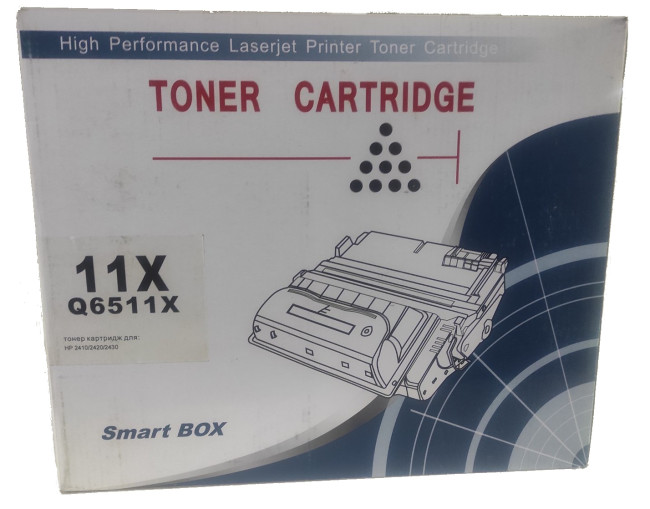 High Performance Laserjet Printer Toner Cartridge
TONER CARTRIDGE
11X
Q6511X
тонер картридж для:
HP 2410/2420/2430
Smart BOX